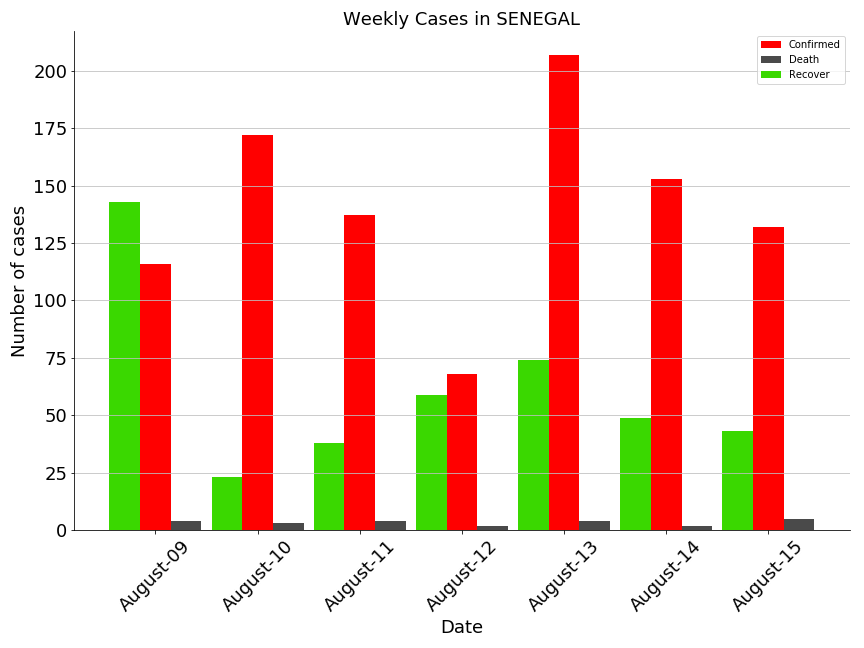 Weekly Cases in SENEGAL
Confirmed
Death
Recover
Number of cases
200
175
150
125
100
75
50
25
0
August-09
August-10
August-11
August-12
August-13
August-14
August-15
Date